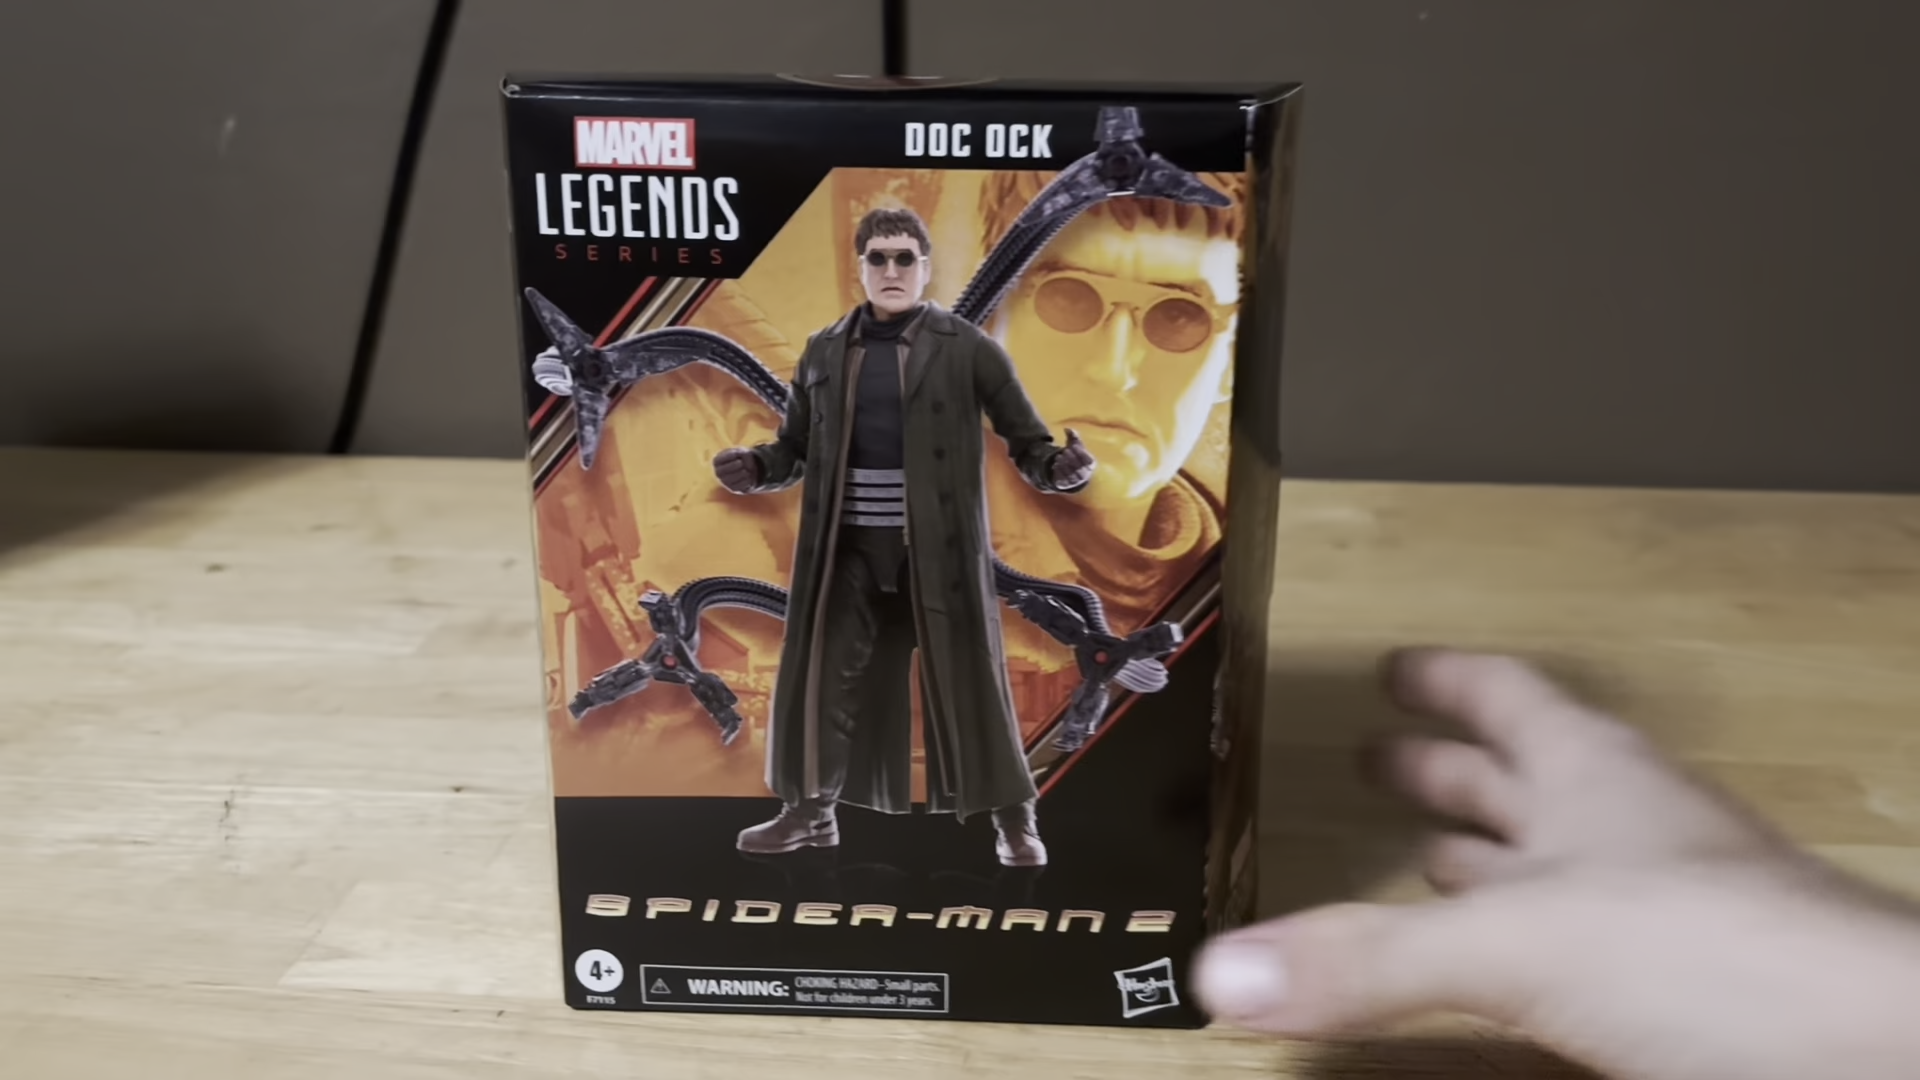 MARVEL
LEGENDS
SERIES
DOC OCK
SPIDER-MAN 2
4+
F7115
WARNING:
CHOKING HAZARD-Small parts.
Not for children under 3 years.
Hasbro